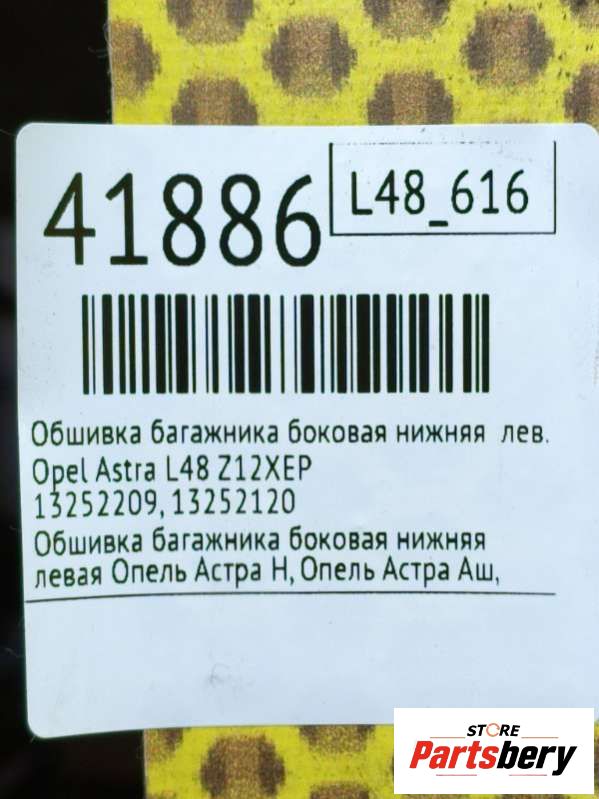 41886
L48_616
Обшивка багажника боковая нижняя лев.
Opel Astra L48 Z12XEP
13252209, 13252120
Обшивка багажника боковая нижняя
левая Опель Астра Н, Опель Астра Аш,
STORE
Partsbery